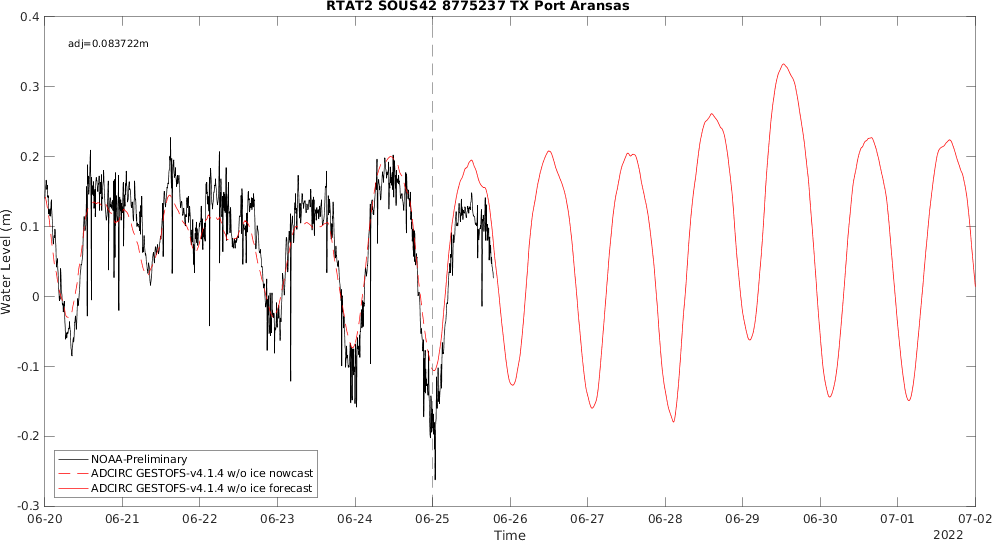 RTAT2 SOUS42 8775237 TX Port Aransas
adj=0.083722m
0.4
0.3
0.2
0.1
0
-0.1
-0.2
-0.3
Water Level (m)
NOAA-Preliminary
ADCIRC GESTOFS-v4.1.4 w/o ice nowcast
ADCIRC GESTOFS-v4.1.4 w/o ice forecast
06-20 06-21 06-22 06-23 06-24 06-25 06-26 06-27 06-28 06-29 06-30 07-01 07-02
Time
2022